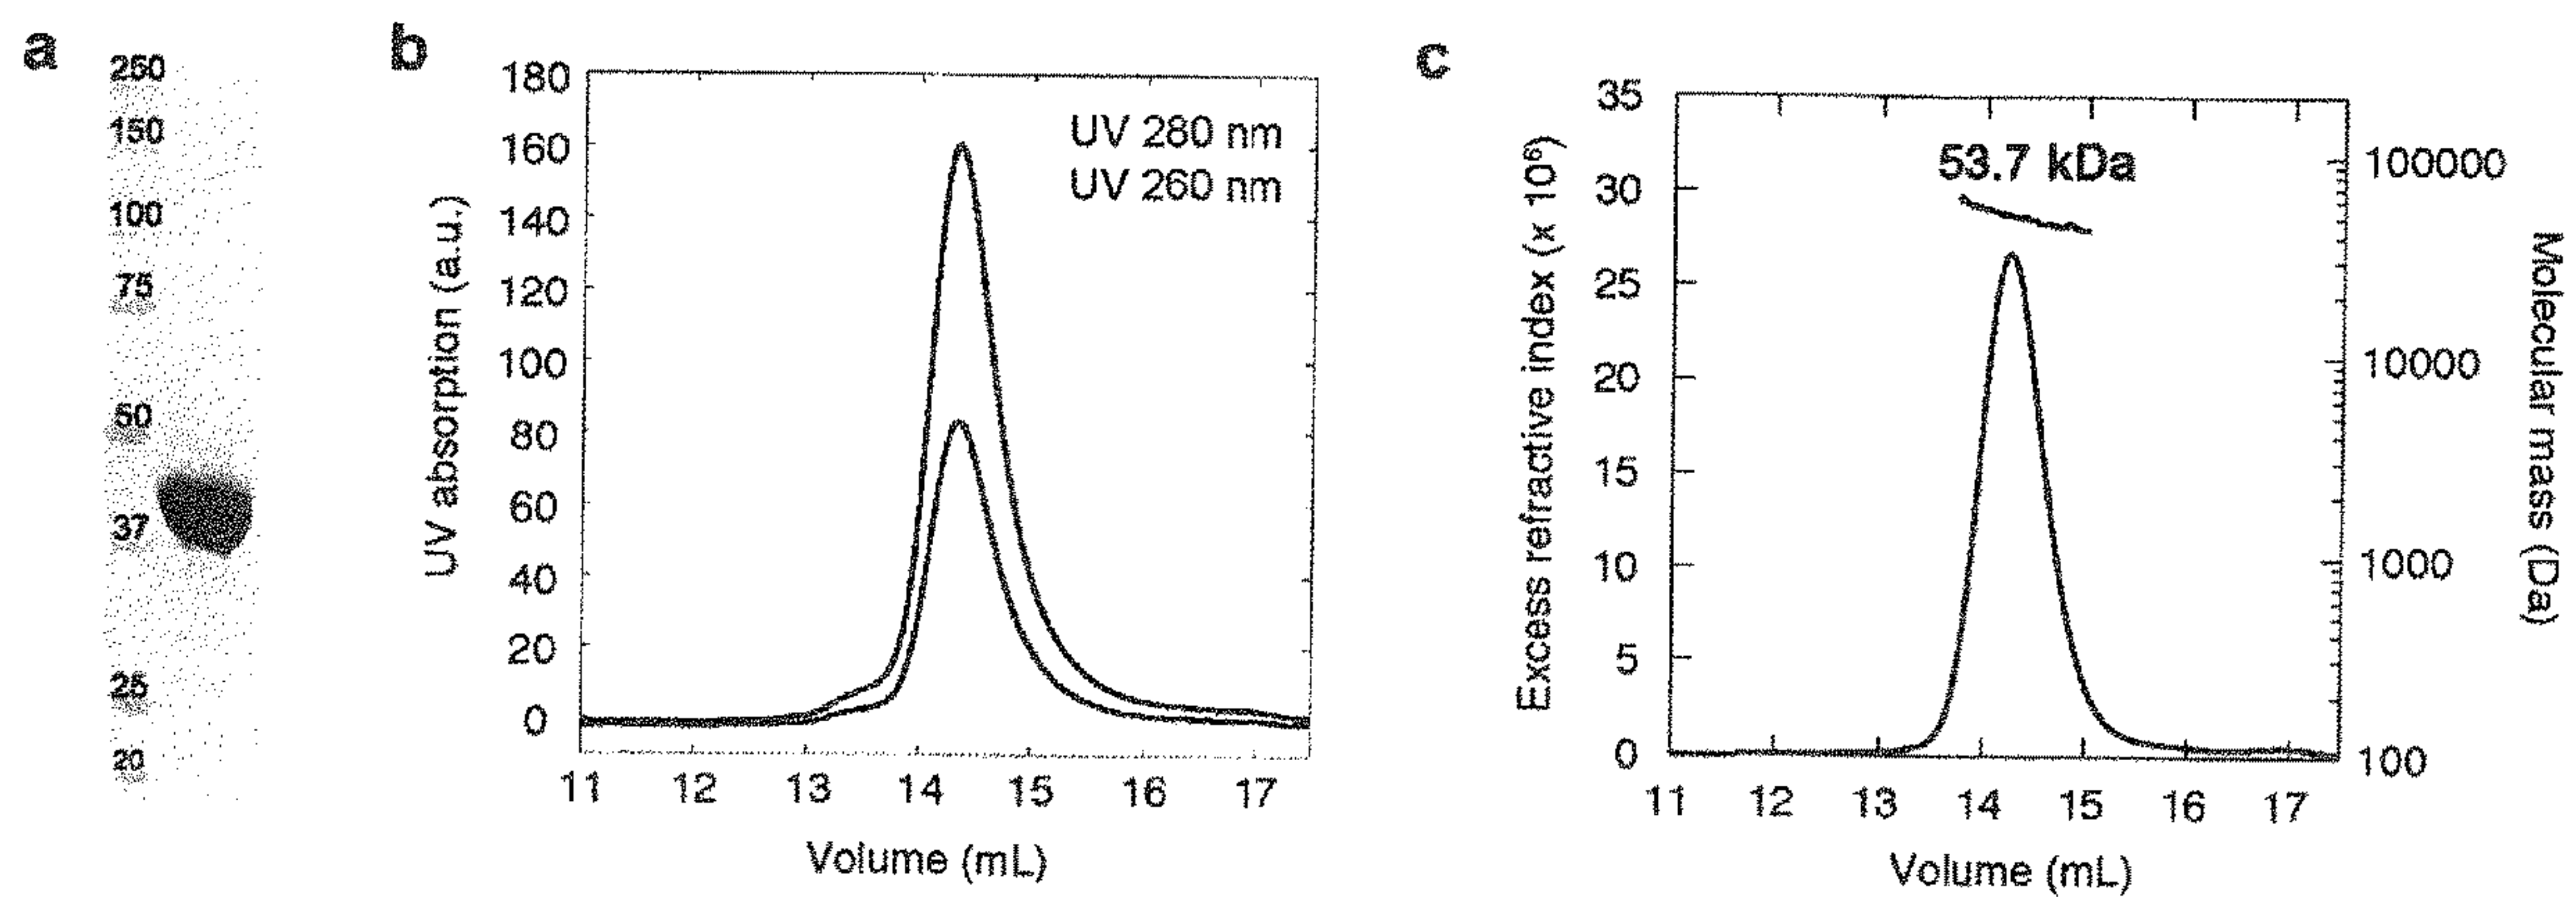 a
250
150
100
75
50
37
25
20
b
UV absorption (a.u.)
180
160
140
120
100
80
60
40
20
0
UV 280 nm
UV 260 nm
11 12 13 14 15 16 17
Volume (mL)
c
Excess refractive index (x 10⁶)
35
30
25
20
15
10
5
0
53.7 kDa
100000
10000
1000
100
Molecular mass (Da)
11 12 13 14 15 16 17
Volume (mL)